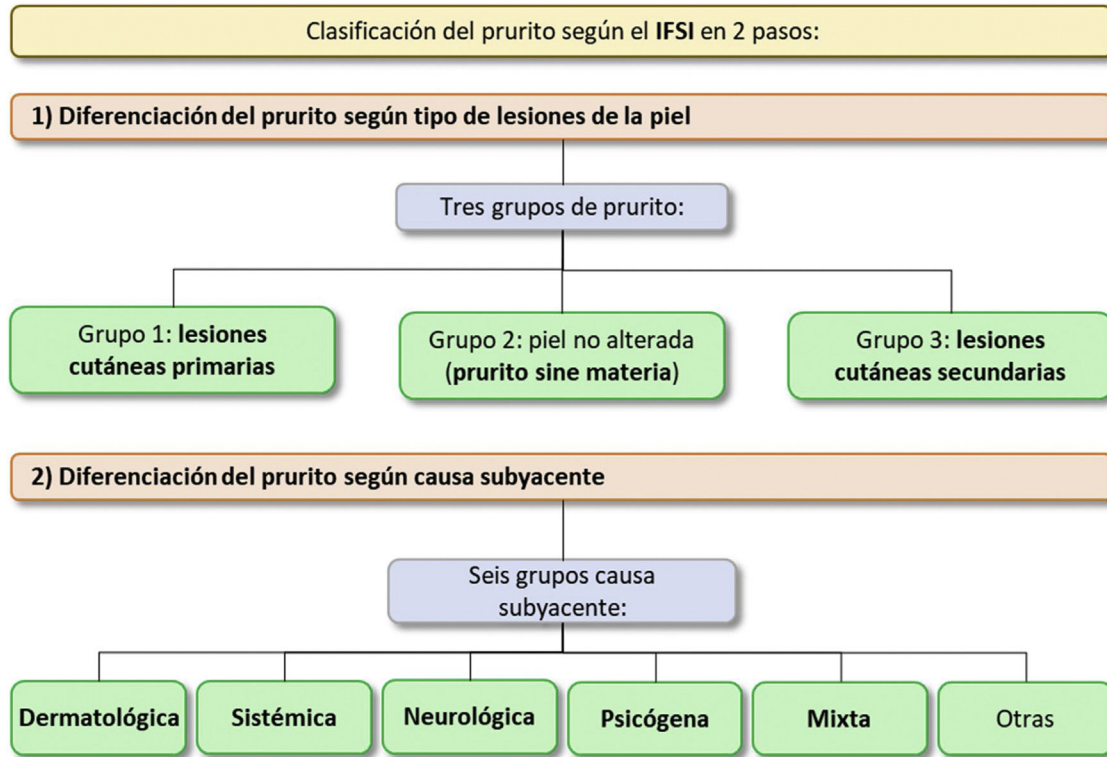 Clasificación del prurito según el IFSI en 2 pasos:
1) Diferenciación del prurito según tipo de lesiones de la piel
Tres grupos de prurito:
Grupo 1: lesiones
cutáneas primarias
Grupo 2: piel no alterada
(prurito sine materia)
Grupo 3: lesiones
cutáneas secundarias
2) Diferenciación del prurito según causa subyacente
Seis grupos causa
subyacente:
Dermatológica
Sistémica
Neurológica
Psicógena
Mixta
Otras